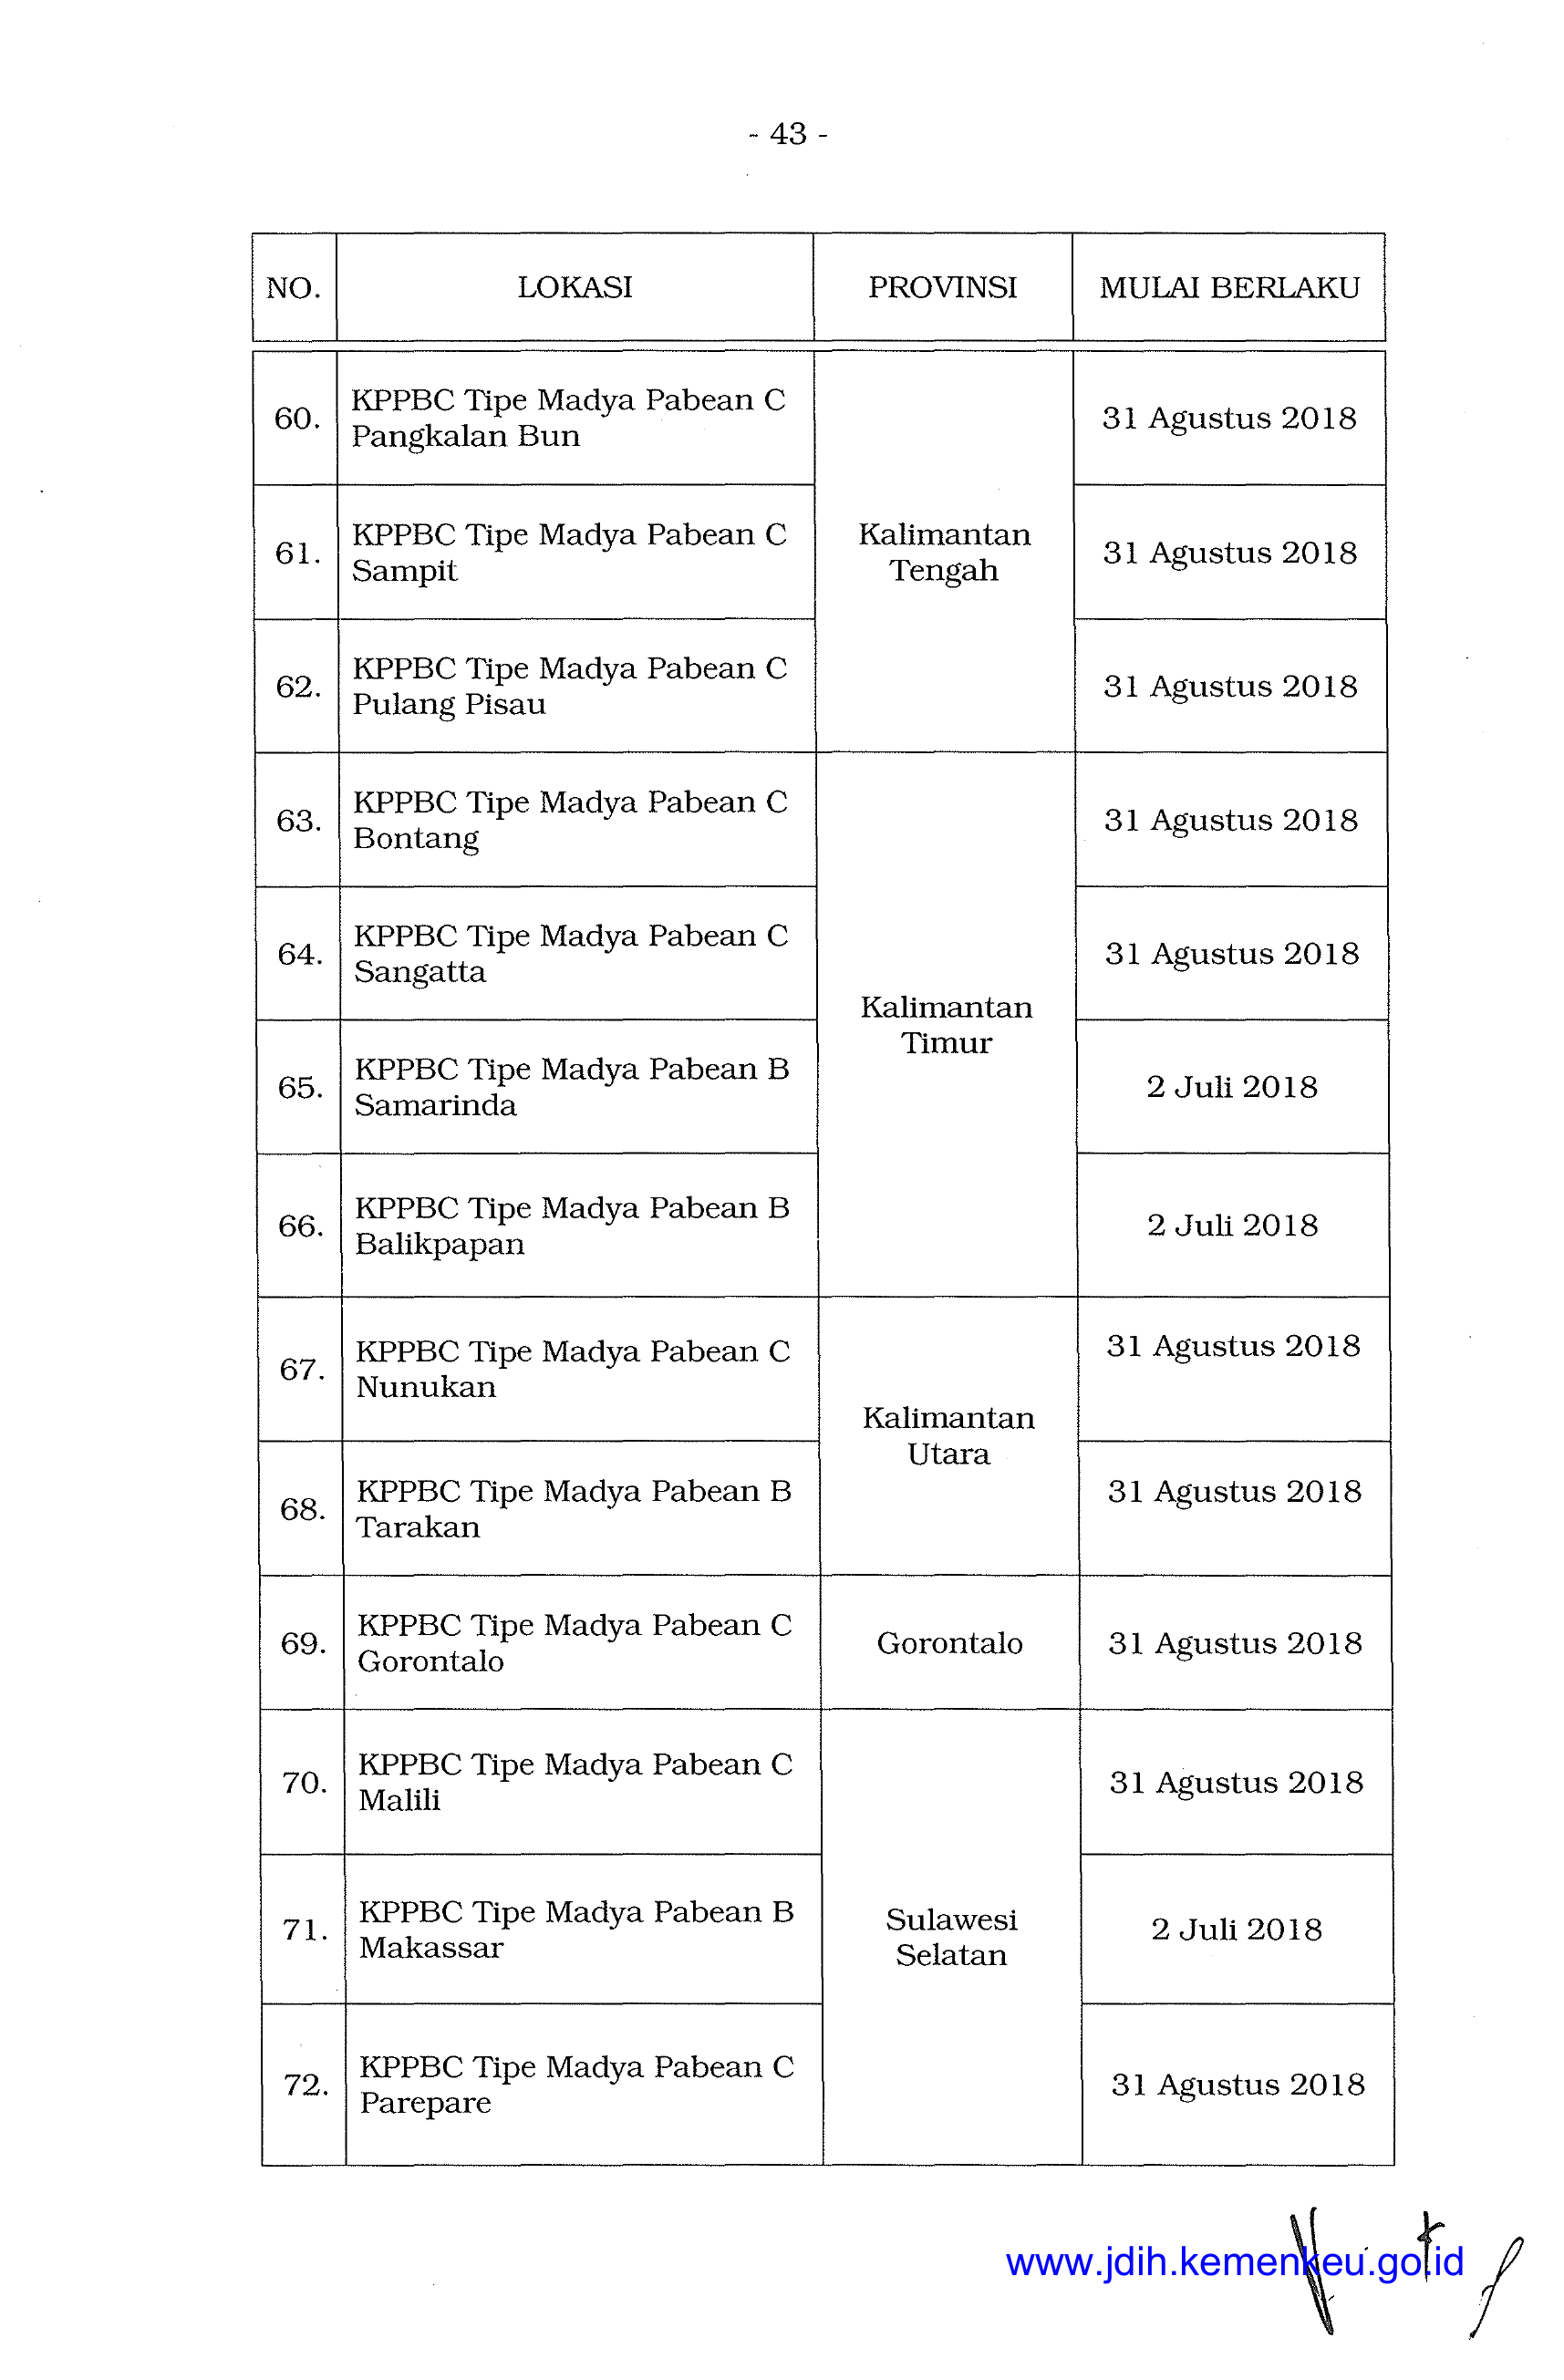 - 43 -
NO. LOKASI PROVINSI MULAI BERLAKU
60. KPPBC Tipe Madya Pabean C
Pangkalan Bun
31 Agustus 2018
61. KPPBC Tipe Madya Pabean C
Sampit
Kalimantan
Tengah
31 Agustus 2018
62. KPPBC Tipe Madya Pabean C
Pulang Pisau
31 Agustus 2018
63. KPPBC Tipe Madya Pabean C
Bontang
31 Agustus 2018
64. KPPBC Tipe Madya Pabean C
Sangatta
31 Agustus 2018
Kalimantan
Timur
65. KPPBC Tipe Madya Pabean B
Samarinda
2 Juli 2018
66. KPPBC Tipe Madya Pabean B
Balikpapan
2 Juli 2018
67. KPPBC Tipe Madya Pabean C
Nunukan
31 Agustus 2018
Kalimantan
Utara
68. KPPBC Tipe Madya Pabean B
Tarakan
31 Agustus 2018
69. KPPBC Tipe Madya Pabean C
Gorontalo
Gorontalo
31 Agustus 2018
70. KPPBC Tipe Madya Pabean C
Malili
31 Agustus 2018
71. KPPBC Tipe Madya Pabean B
Makassar
Sulawesi
Selatan
2 Juli 2018
72. KPPBC Tipe Madya Pabean C
Parepare
31 Agustus 2018
www.jdih.kemenkeu.go.id